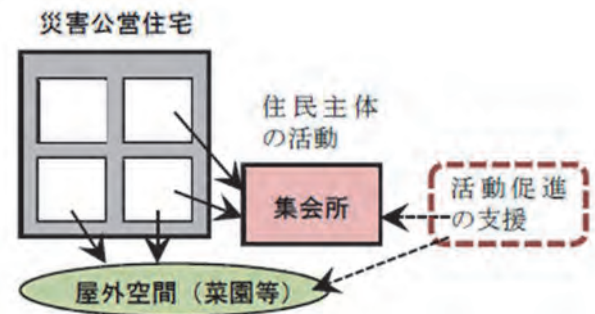 災害公営住宅
住民主体
の活動
集会所
活動促進
の支援
屋外空間（菜園等）